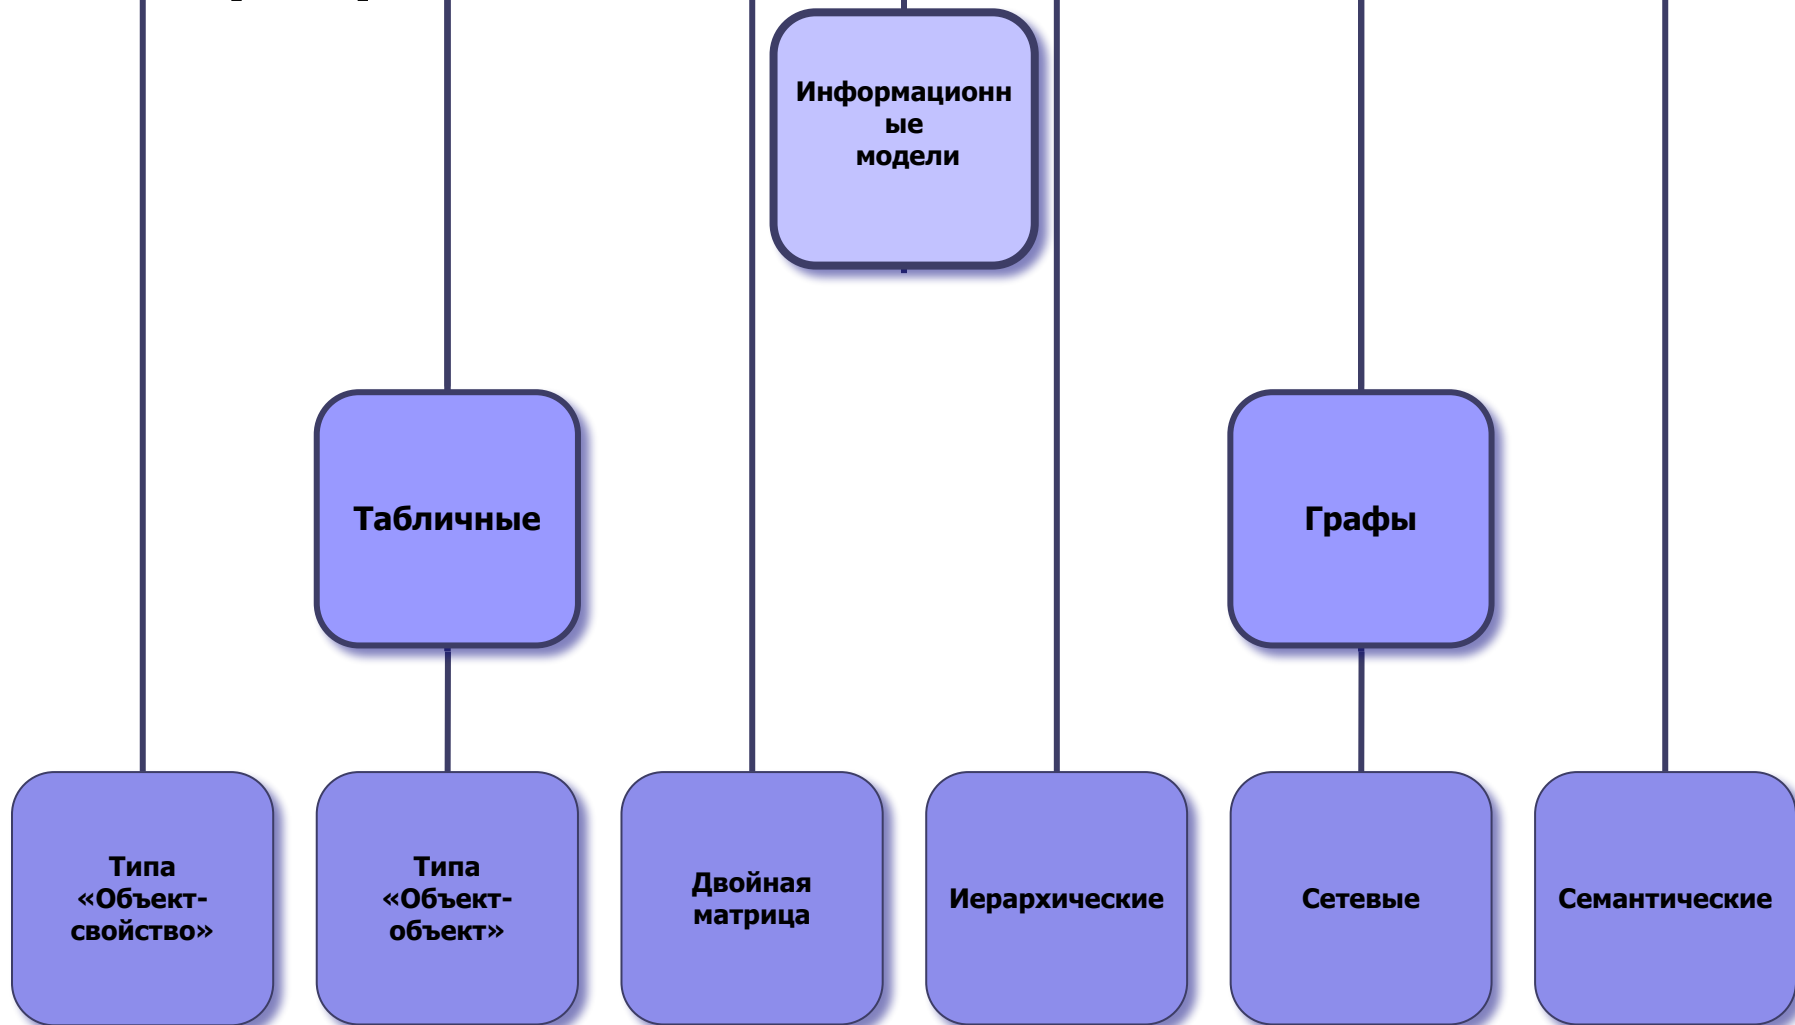 Информационн
ые
модели
Табличные
Графы
Типа
«Объект-
свойство»
Типа
«Объект-
объект»
Двойная
матрица
Иерархические
Сетевые
Семантические